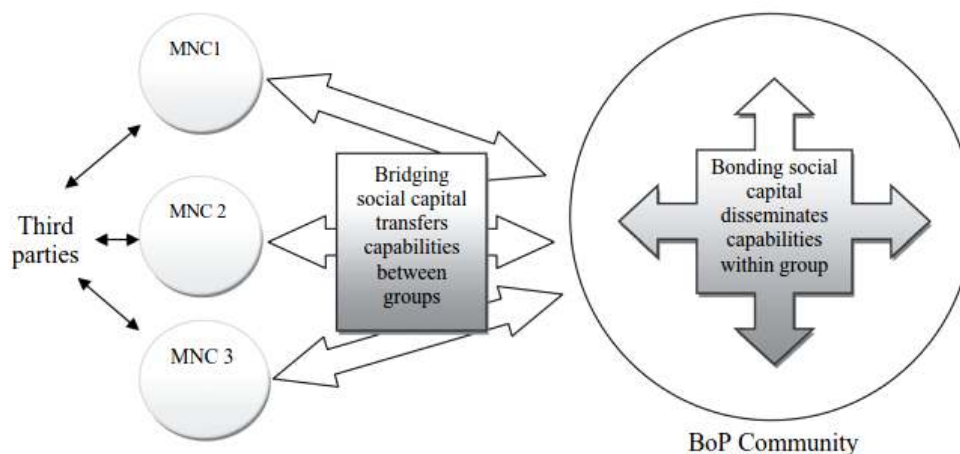 MNC1
Third
parties
MNC 2
MNC 3
Bridging
social capital
transfers
capabilities
between
groups
Bonding social
capital
disseminates
capabilities
within group
BoP Community